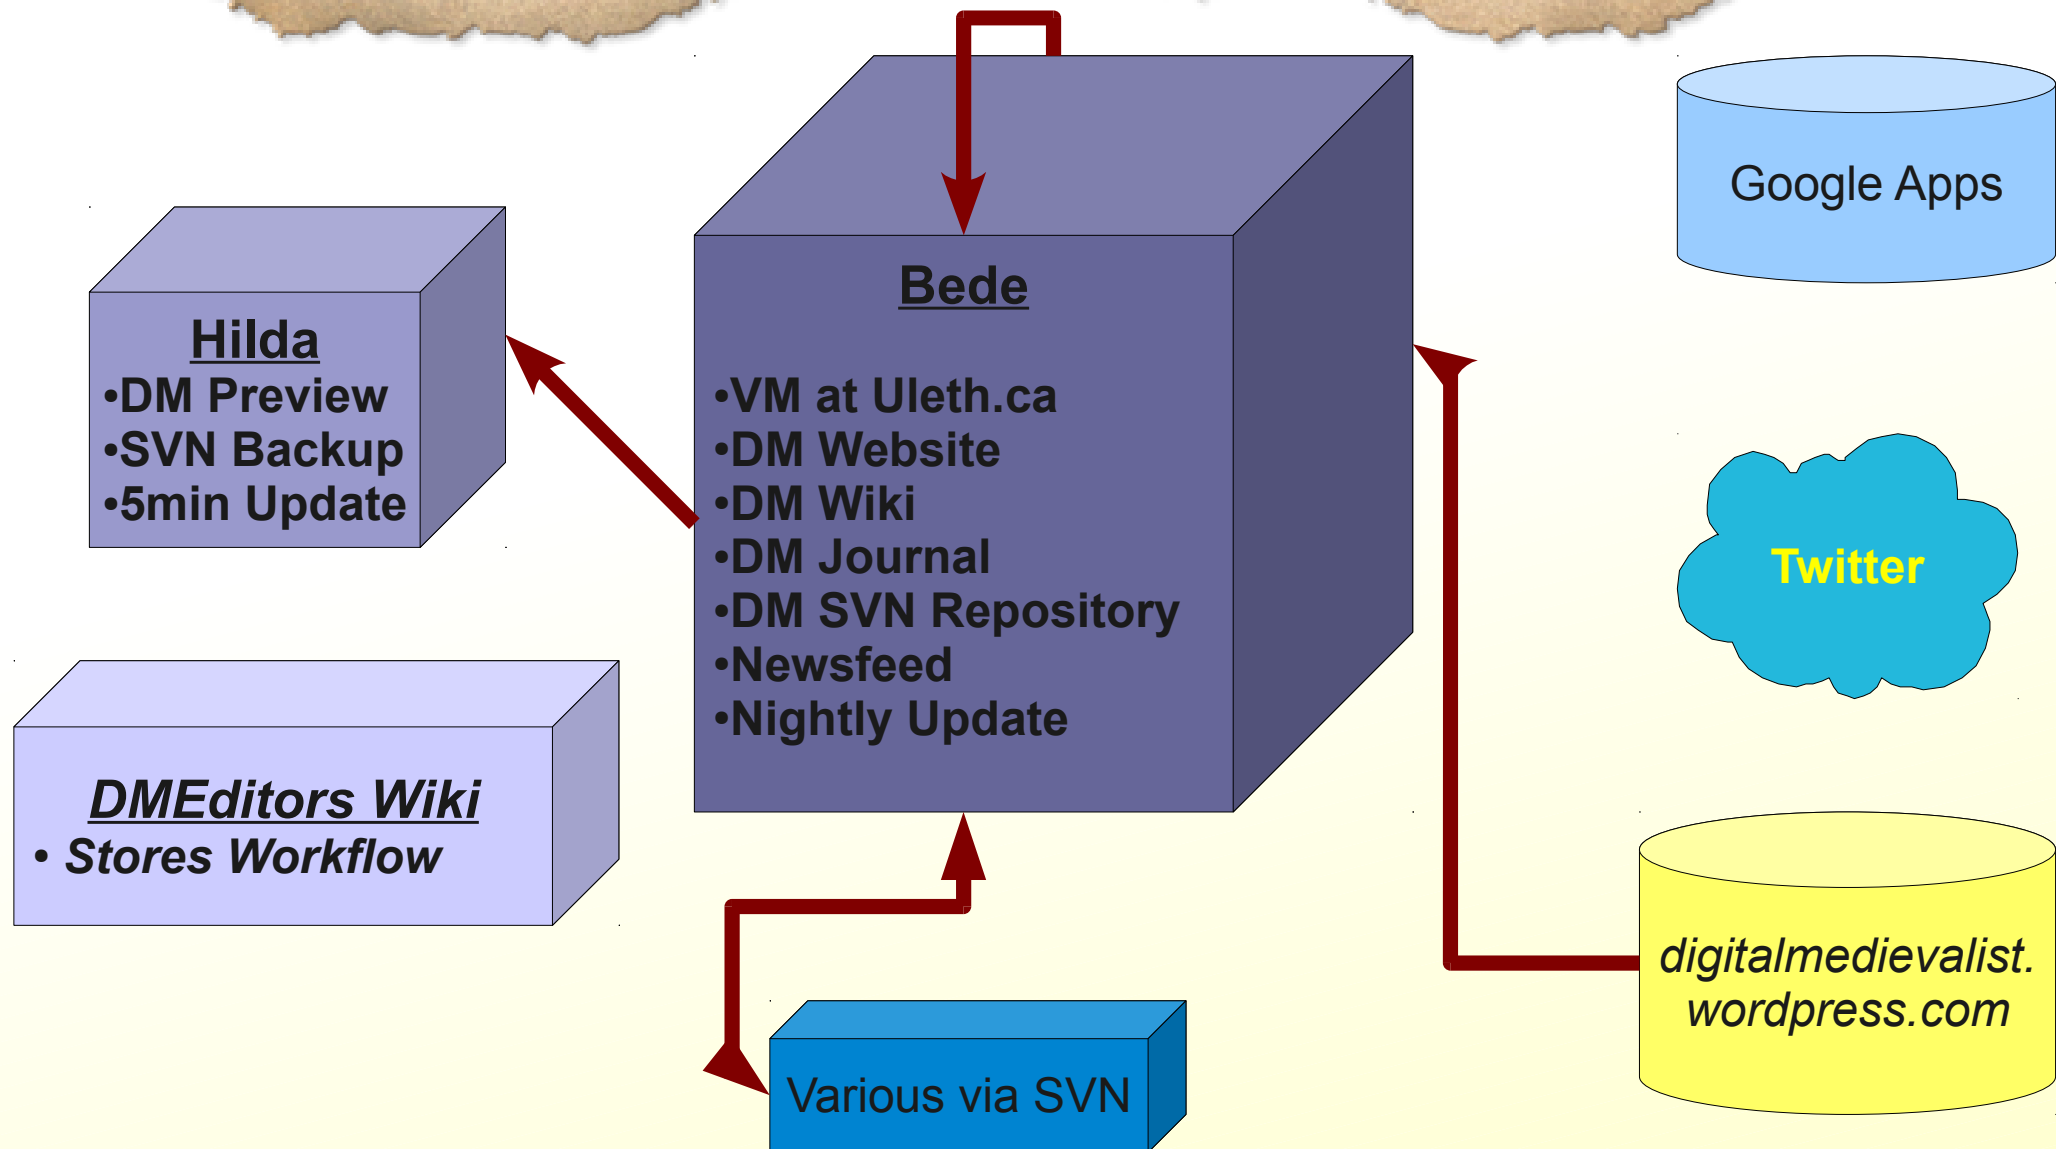 Hilda
•DM Preview
•SVN Backup
•5min Update
DMEditors Wiki
• Stores Workflow
Bede
•VM at Uleth.ca
•DM Website
•DM Wiki
•DM Journal
•DM SVN Repository
•Newsfeed
•Nightly Update
Various via SVN
Google Apps
Twitter
digitalmedievalist.
wordpress.com